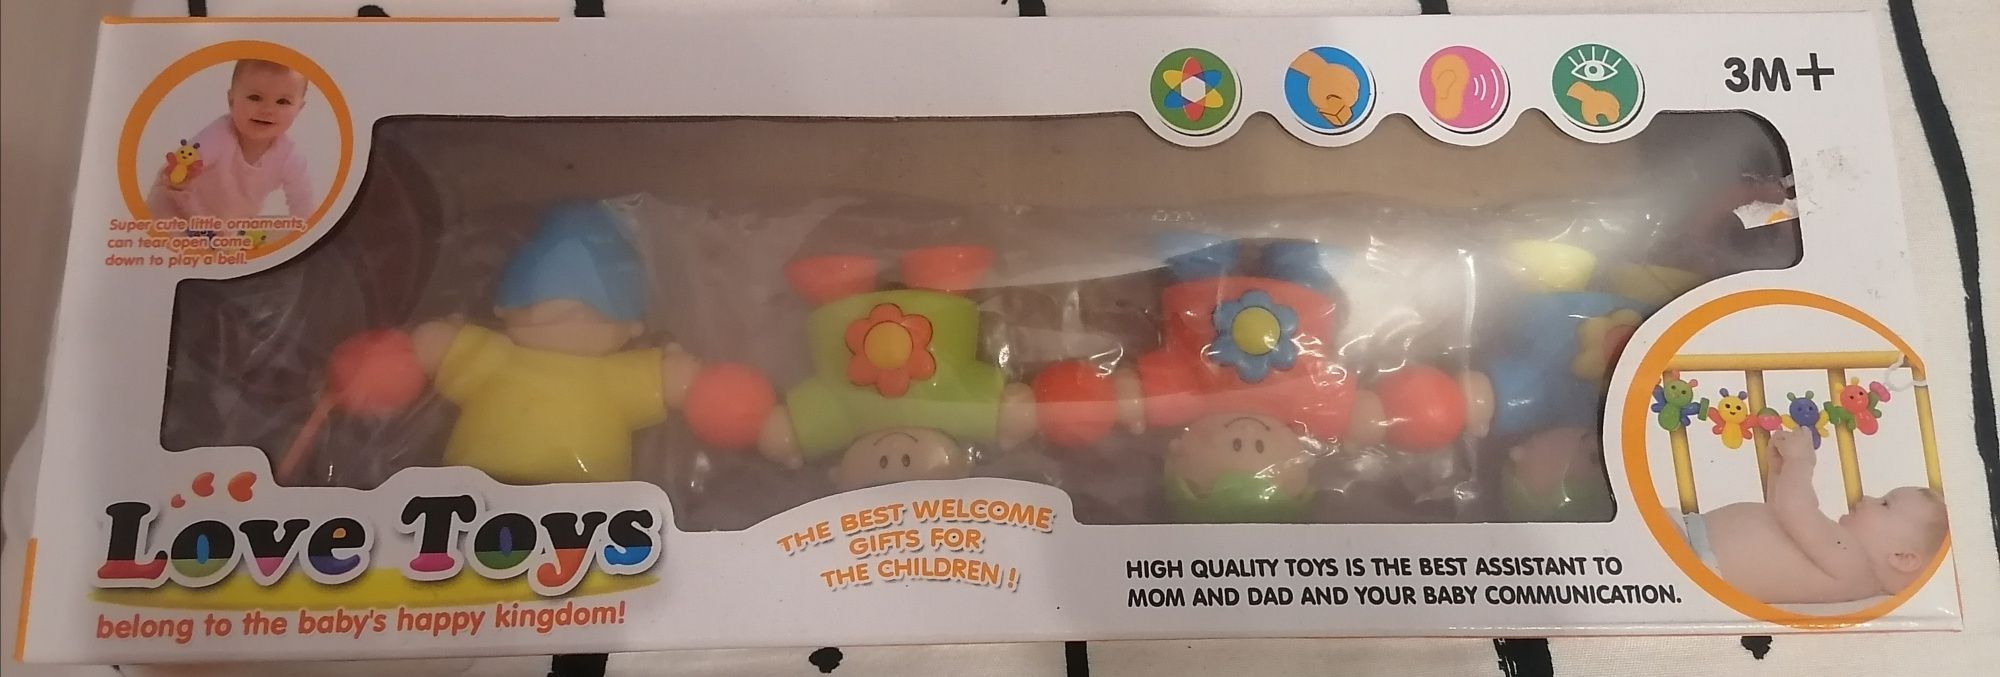 3M+
Super cute little ornaments,
can tear open come
down to play a bell.
Love Toys
belong to the baby's happy kingdom!
THE BEST WELCOME
GIFTS FOR
THE CHILDREN!
HIGH QUALITY TOYS IS THE BEST ASSISTANT TO
MOM AND DAD AND YOUR BABY COMMUNICATION.